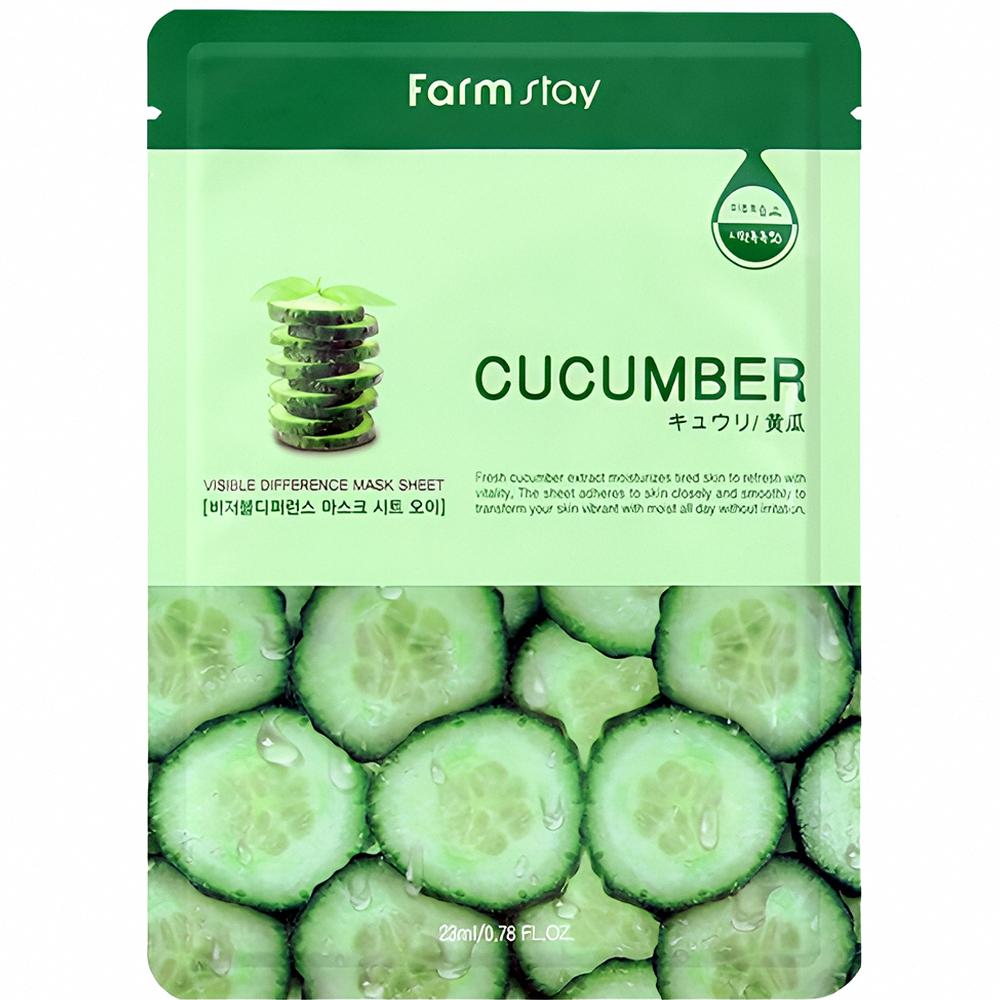 Farm stay
CUCUMBER
キュウリ/ 黄瓜
VISIBLE DIFFERENCE MASK SHEET
[비저블디퍼런스 마스크 시트 오이]
Fresh cucumber extract moisturizes tired skin to refresh with
vitality, The sheet adheres to skin closely and smoothly to
transform your skin vibrant with moist all day without irritation.
23ml/0.78 FL.OZ